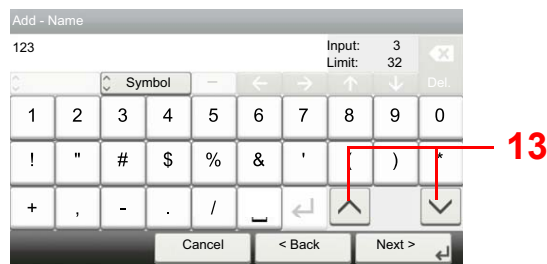 Add - Name
123
Input: 3
Limit: 32
Symbol
Del.
1 2 3 4 5 6 7 8 9 0
! " # $ % & ' ( ) *
+ , - . /
13
Cancel < Back Next >